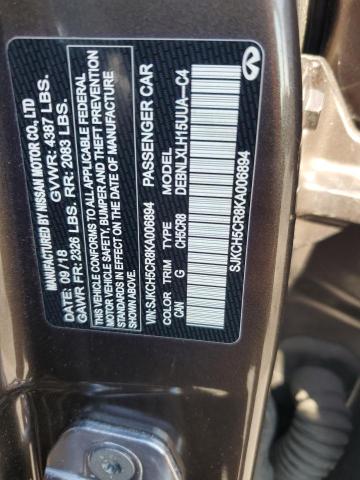 MANUFACTURED BY NISSAN MOTOR CO., LTD
DATE: 09/18 GVWR: 4387 LBS.
GAWR FR: 2326 LBS. RR: 2083 LBS.
THIS VEHICLE CONFORMS TO ALL APPLICABLE FEDERAL
MOTOR VEHICLE SAFETY, BUMPER AND THEFT PREVENTION
STANDARDS IN EFFECT ON THE DATE OF MANUFACTURE
SHOWN ABOVE.
VIN:SJKCH5CR8KA006894 PASSENGER CAR
COLOR TRIM TYPE MODEL
CAN G CH5CR8 DEBNLXLH15UUA--C4
SJKCH5CR8KA006894